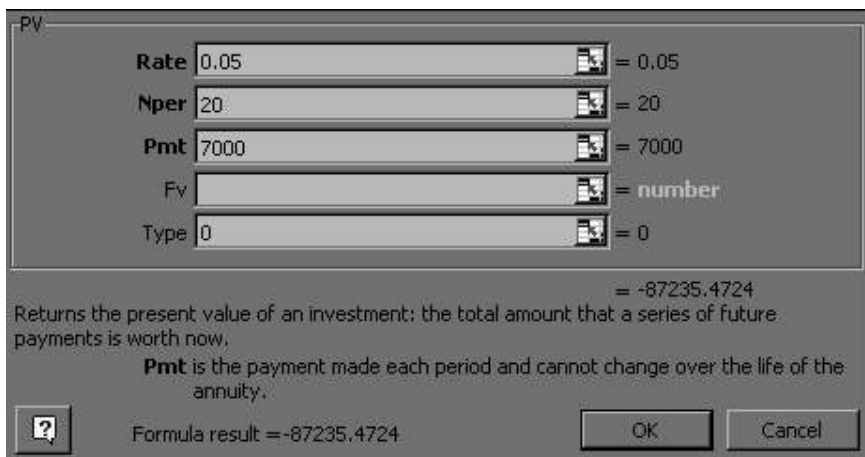 PV
Rate 0.05 = 0.05
Nper 20 = 20
Pmt 7000 = 7000
Fv = number
Type 0 = 0
= -87235.4724
Returns the present value of an investment: the total amount that a series of future
payments is worth now.
Pmt is the payment made each period and cannot change over the life of the
annuity.
? Formula result =-87235.4724 OK Cancel